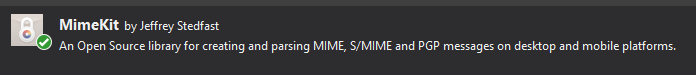 MimeKit by Jeffrey Stedfast
An Open Source library for creating and parsing MIME, S/MIME and PGP messages on desktop and mobile platforms.